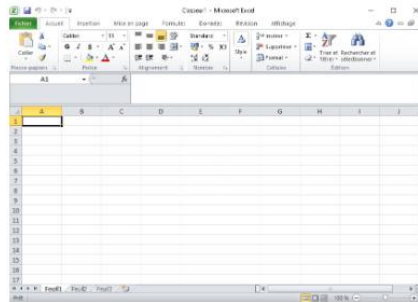 Classeur1 - Microsoft Excel
Fichier Accueil Insertion Mise en page Formules Données Révision Affichage
Calibri 11 Standard
Coller Style
Supprimer
Format
Trier et Rechercher et
filtrer sélectionner
Presse-papiers Police Alignement Nombre Cellules Édition
A1 fx
A B C D E F G H I J
1
2
3
4
5
6
7
8
9
10
11
12
13
14
15
16
17
Feuil1 Feuil2 Feuil3
Prêt 100 %